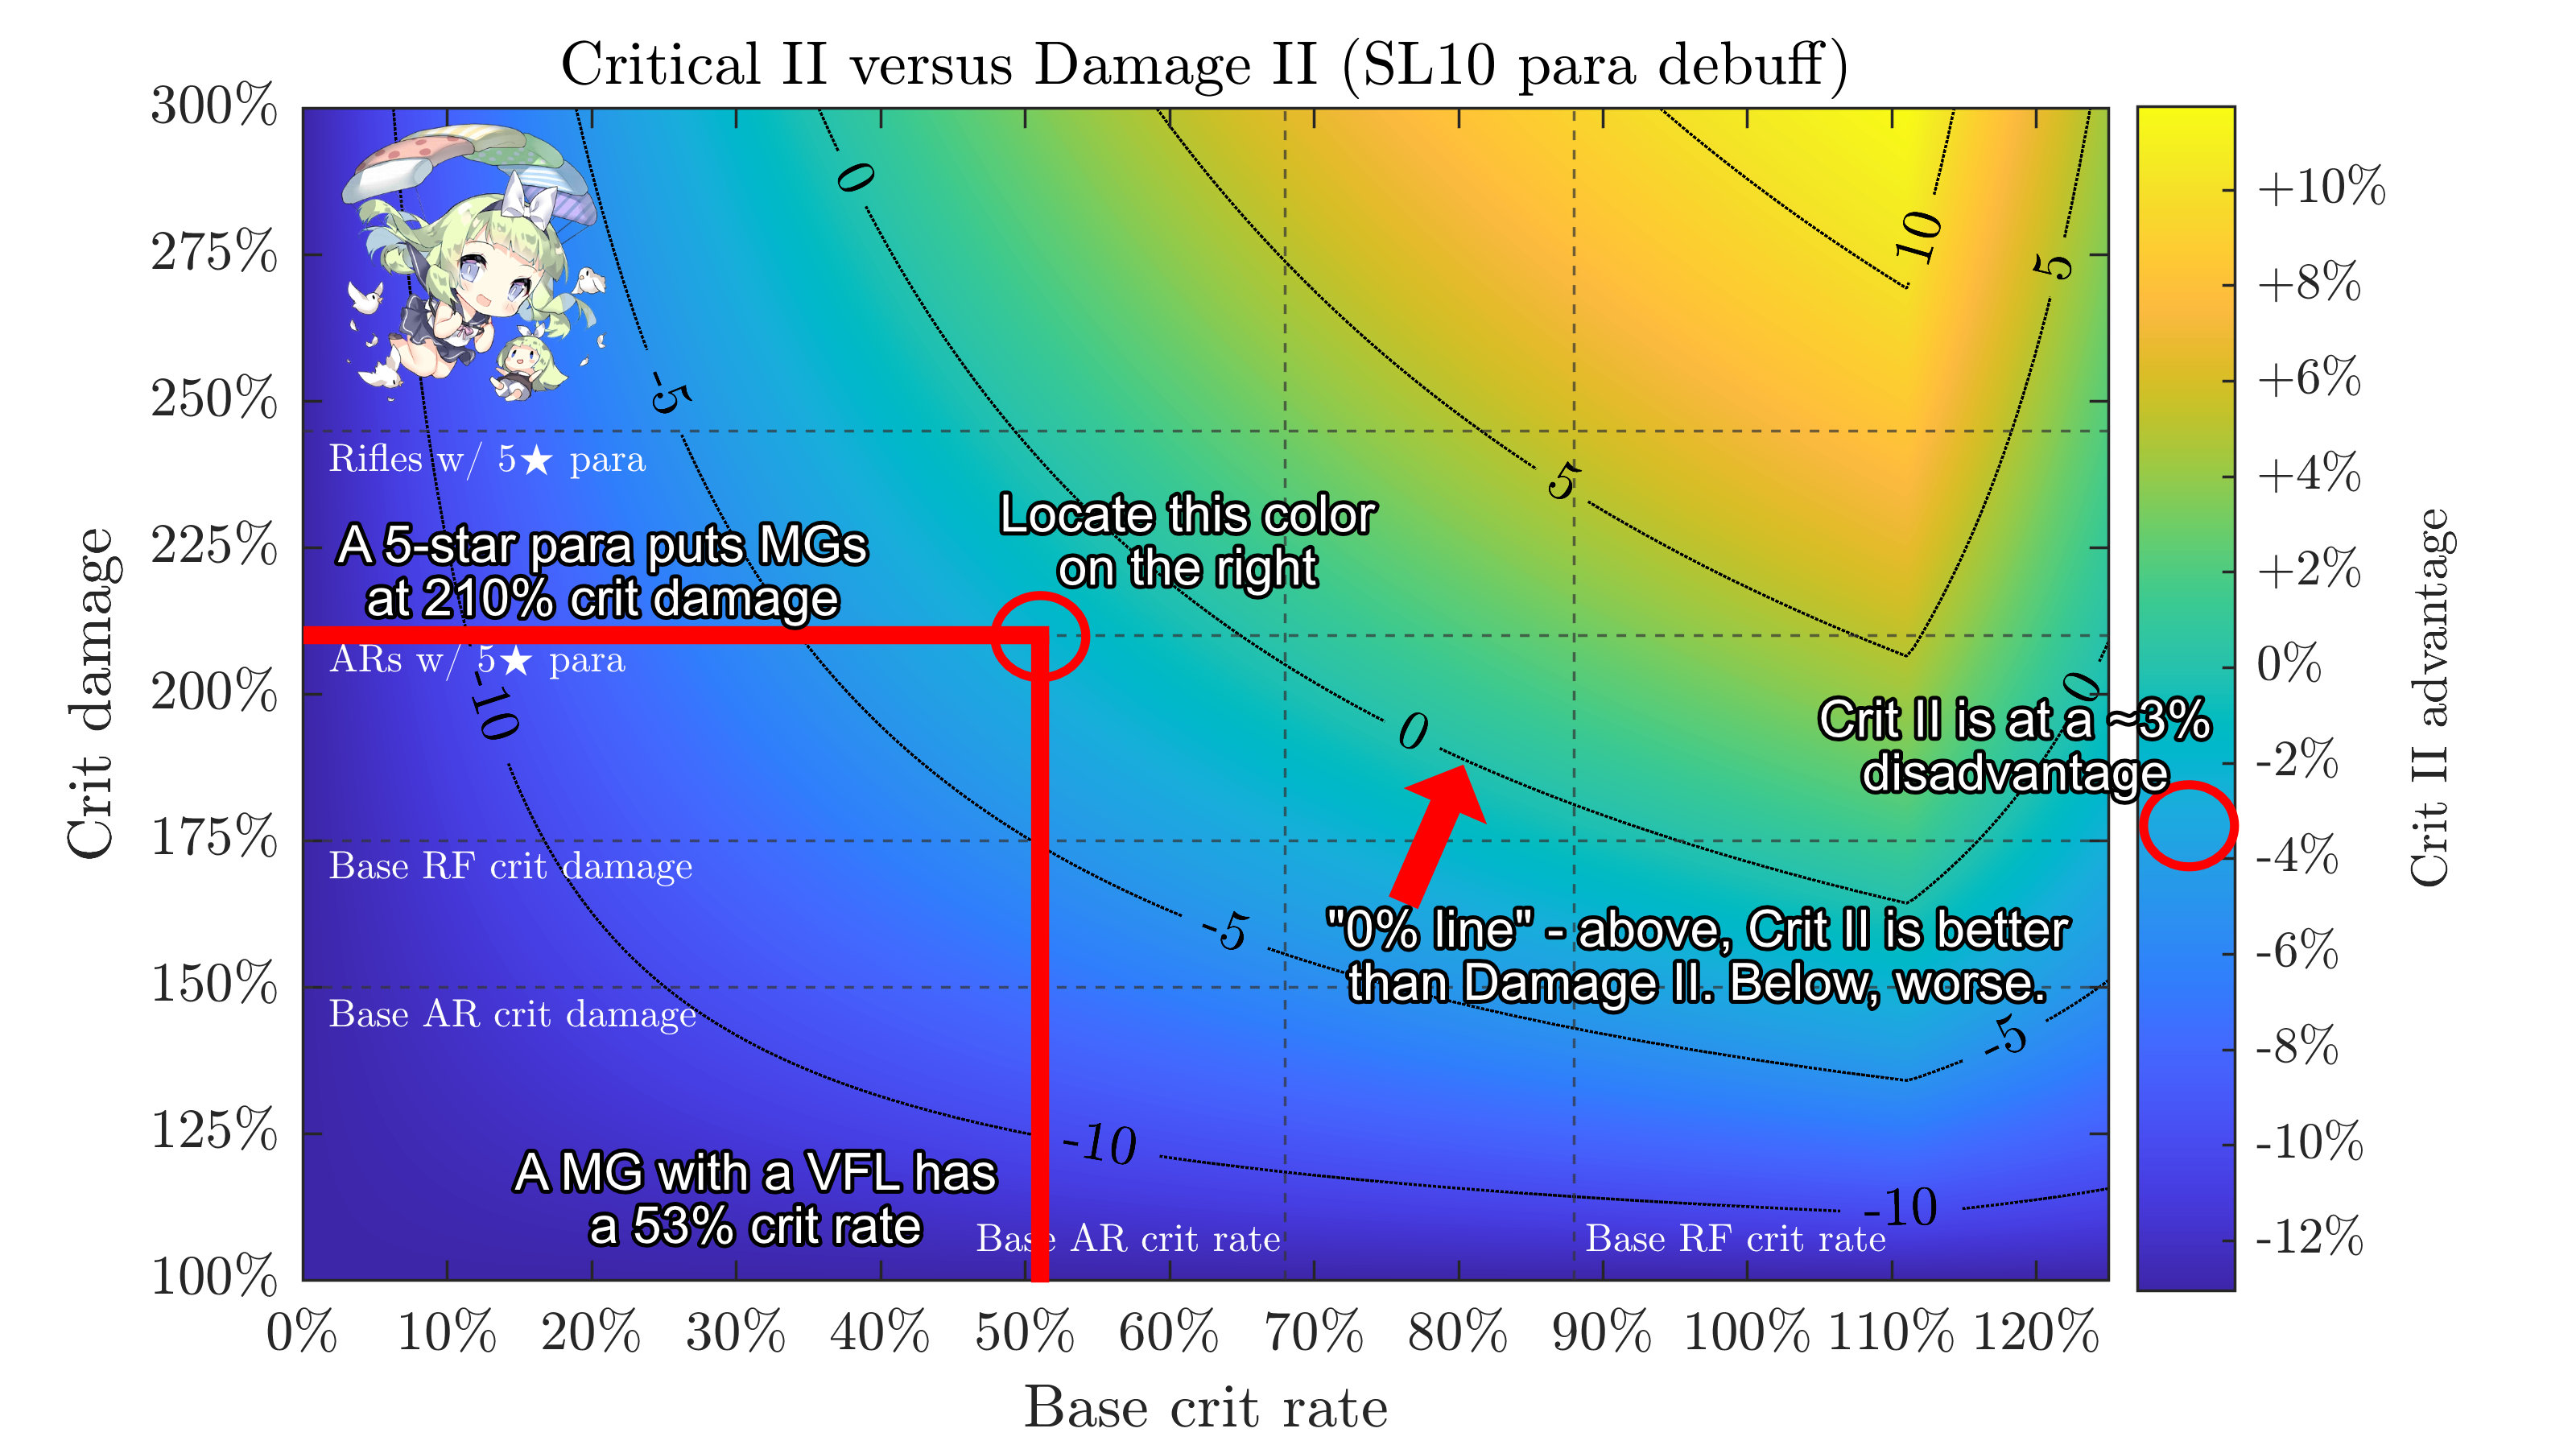 Critical II versus Damage II (SL10 para debuff)
300%
275%
250%
225%
200%
175%
150%
125%
100%
Crit damage
0%
10%
20%
30%
40%
50%
60%
70%
80%
90%
100%
110%
120%
Base crit rate
Rifles w/ 5★ para
A 5-star para puts MGs
at 210% crit damage
ARs w/ 5★ para
Base RF crit damage
Base AR crit damage
A MG with a VFL has
a 53% crit rate
Base AR crit rate
Base RF crit rate
Locate this color
on the right
"0% line" - above, Crit II is better
than Damage II. Below, worse.
Crit II is at a ≈3%
disadvantage
0
-5
-10
5
10
5
0
0
-5
-5
-10
-10
+10%
+8%
+6%
+4%
+2%
0%
-2%
-4%
-6%
-8%
-10%
-12%
Crit II advantage